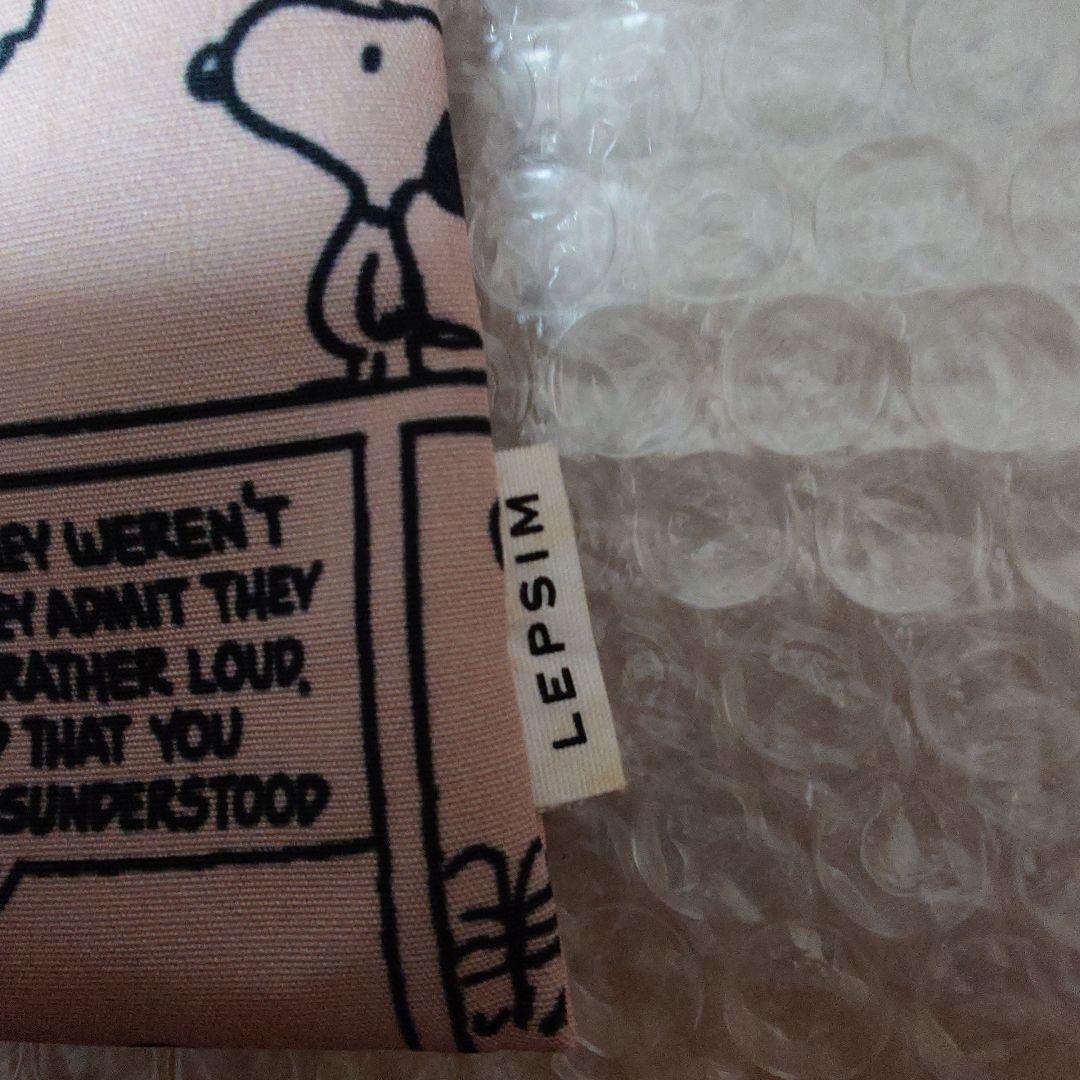 EY WEREN'T
EY ADMIT THEY
RATHER LOUD,
THAT YOU
SUNDERSTOOD
LEPSIM